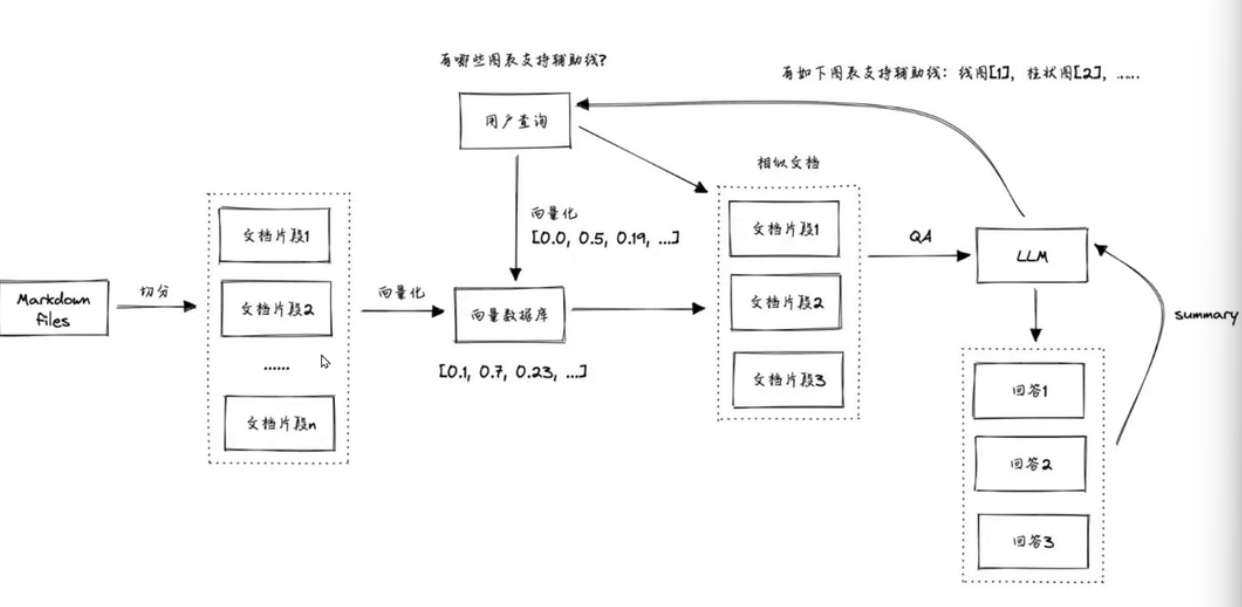 有哪些图表支持辅助线?
有如下图表支持辅助线: 线图[1], 柱状图[2], ......
用户查询
相似文档
向量化
[0.0, 0.5, 0.19, ...]
Markdown
files
切分
文档片段1
文档片段2
......
文档片段n
向量化
向量数据库
[0.1, 0.7, 0.23, ...]
文档片段1
文档片段2
文档片段3
QA
LLM
summary
回答1
回答2
回答3